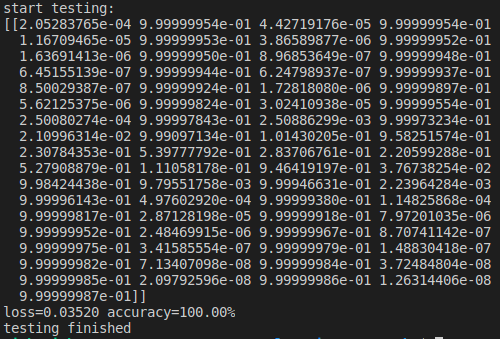 start testing:
[[2.05283765e-04 9.99999954e-01 4.42719176e-05 9.99999954e-01
1.16709465e-05 9.99999953e-01 3.86589877e-06 9.99999952e-01
1.63691413e-06 9.99999950e-01 8.96853649e-07 9.99999948e-01
6.45155139e-07 9.99999944e-01 6.24798937e-07 9.99999937e-01
8.50029387e-07 9.99999924e-01 1.72818080e-06 9.99999897e-01
5.62125375e-06 9.99999824e-01 3.02410938e-05 9.99999554e-01
2.50080274e-04 9.99997843e-01 2.50886299e-03 9.99973234e-01
2.10996314e-02 9.99097134e-01 1.01430205e-01 9.58251574e-01
2.30784353e-01 5.39777792e-01 2.83706761e-01 2.20599288e-01
5.27908879e-01 1.11058178e-01 9.46419197e-01 3.76738254e-02
9.98424438e-01 9.79551758e-03 9.99946631e-01 2.23964284e-03
9.99996143e-01 4.97602920e-04 9.99999380e-01 1.14825868e-04
9.99999817e-01 2.87128198e-05 9.99999918e-01 7.97201035e-06
9.99999952e-01 2.48469915e-06 9.99999967e-01 8.70741142e-07
9.99999975e-01 3.41585554e-07 9.99999979e-01 1.48830418e-07
9.99999982e-01 7.13407098e-08 9.99999984e-01 3.72484804e-08
9.99999985e-01 2.09792596e-08 9.99999986e-01 1.26314406e-08
9.99999987e-01]]
loss=0.03520 accuracy=100.00%
testing finished